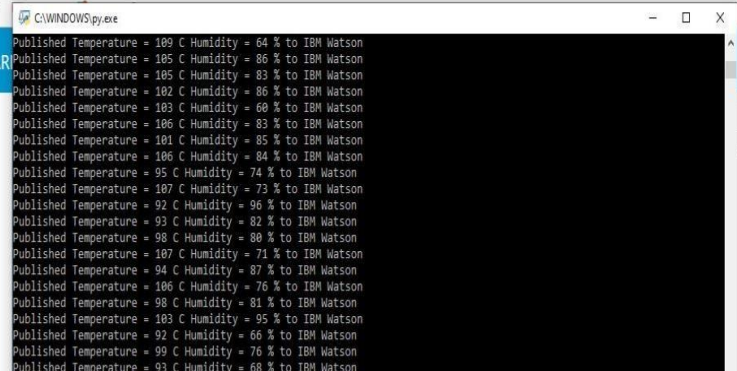 C:\WINDOWS\py.exe
Published Temperature = 109 C Humidity = 64 % to IBM Watson
Published Temperature = 105 C Humidity = 86 % to IBM Watson
Published Temperature = 105 C Humidity = 83 % to IBM Watson
Published Temperature = 102 C Humidity = 86 % to IBM Watson
Published Temperature = 103 C Humidity = 60 % to IBM Watson
Published Temperature = 106 C Humidity = 83 % to IBM Watson
Published Temperature = 101 C Humidity = 85 % to IBM Watson
Published Temperature = 106 C Humidity = 84 % to IBM Watson
Published Temperature = 95 C Humidity = 74 % to IBM Watson
Published Temperature = 107 C Humidity = 73 % to IBM Watson
Published Temperature = 92 C Humidity = 96 % to IBM Watson
Published Temperature = 93 C Humidity = 82 % to IBM Watson
Published Temperature = 98 C Humidity = 80 % to IBM Watson
Published Temperature = 107 C Humidity = 71 % to IBM Watson
Published Temperature = 94 C Humidity = 87 % to IBM Watson
Published Temperature = 106 C Humidity = 76 % to IBM Watson
Published Temperature = 98 C Humidity = 81 % to IBM Watson
Published Temperature = 103 C Humidity = 95 % to IBM Watson
Published Temperature = 92 C Humidity = 66 % to IBM Watson
Published Temperature = 99 C Humidity = 76 % to IBM Watson
Published Temperature = 93 C Humidity = 68 % to IBM Watson